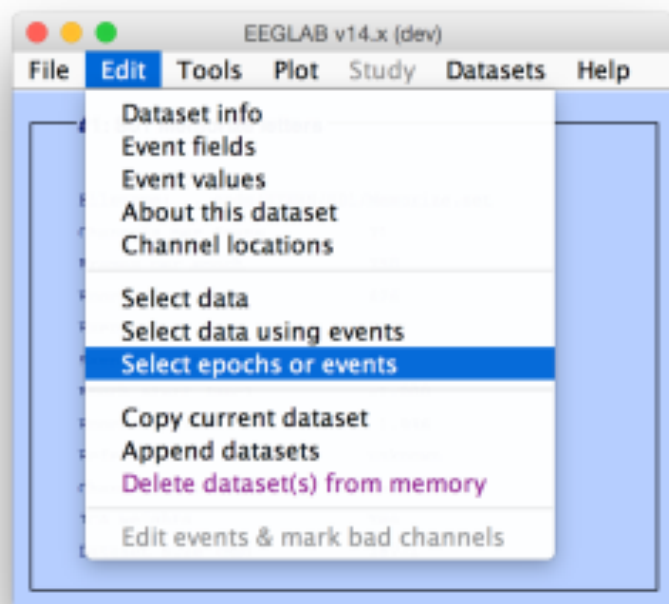 EEGLAB v14.x (dev)
File Edit Tools Plot Study Datasets Help
Dataset info
Event fields
Event values
About this dataset
Channel locations
Select data
Select data using events
Select epochs or events
Copy current dataset
Append datasets
Delete dataset(s) from memory
Edit events & mark bad channels